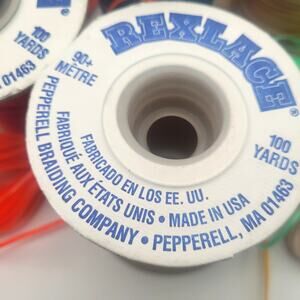 100
YARDS
MA 01463
REXLACE®
90+
MÈTRE
100
YARDS
FABRICADO EN LOS EE. UU.
FABRIQUÉ AUX ETATS UNIS • MADE IN USA
PEPPERELL BRAIDING COMPANY • PEPPERELL, MA 01463